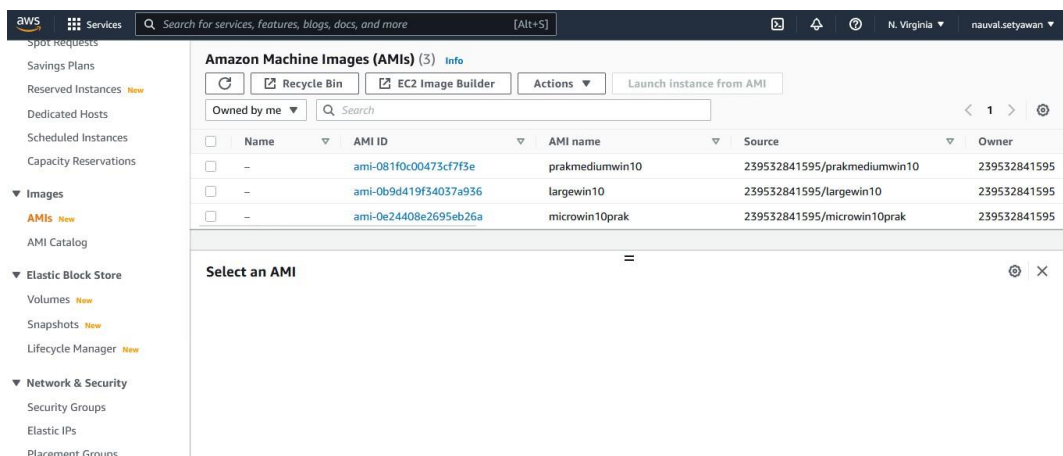 aws Services Search for services, features, blogs, docs, and more [Alt+S] N. Virginia ▼ nauval.setyawan ▼
Spot Requests
Savings Plans
Reserved Instances New
Dedicated Hosts
Scheduled Instances
Capacity Reservations
▼ Images
AMIs New
AMI Catalog
▼ Elastic Block Store
Volumes New
Snapshots New
Lifecycle Manager New
▼ Network & Security
Security Groups
Elastic IPs
Placement Groups
Amazon Machine Images (AMIs) (3) Info
Recycle Bin EC2 Image Builder Actions ▼ Launch instance from AMI
Owned by me ▼ Search < 1 >
Name AMI ID AMI name Source Owner
– ami-081f0c00473cf7f3e prakmediumwin10 239532841595/prakmediumwin10 239532841595
– ami-0b9d419f34037a936 largewin10 239532841595/largewin10 239532841595
– ami-0e24408e2695eb26a microwin10prak 239532841595/microwin10prak 239532841595
Select an AMI